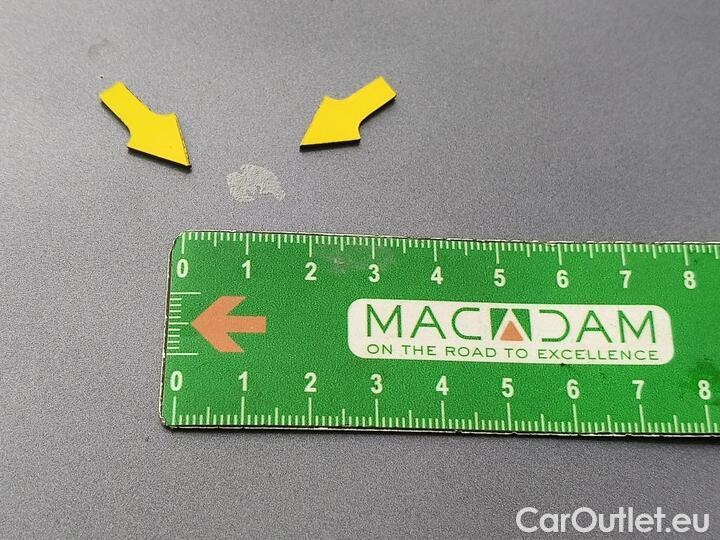 0 1 2 3 4 5 6 7 8
MACADAM
ON THE ROAD TO EXCELLENCE
0 1 2 3 4 5 6 7 8
CarOutlet.eu